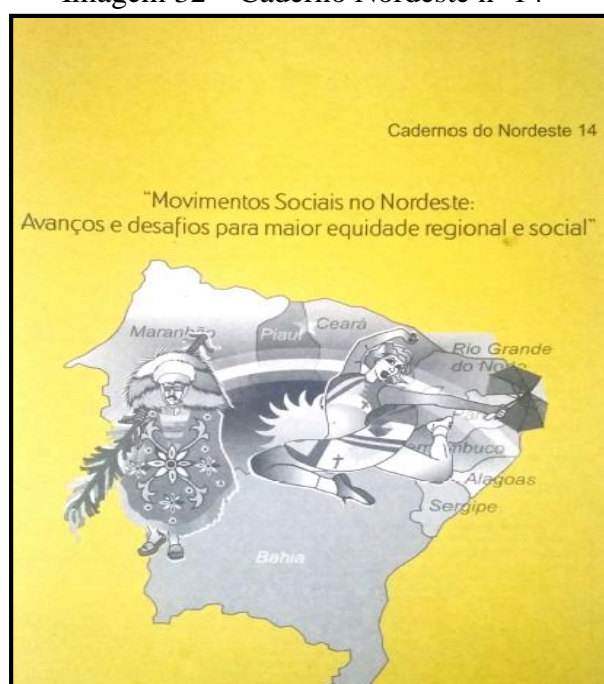 Imagem 32 – Caderno Nordeste nº 14
Cadernos do Nordeste 14
"Movimentos Sociais no Nordeste:
Avanços e desafios para maior equidade regional e social"
Maranhão
Piauí
Ceará
Rio Grande
do Norte
Alagoas
Sergipe
Bahia